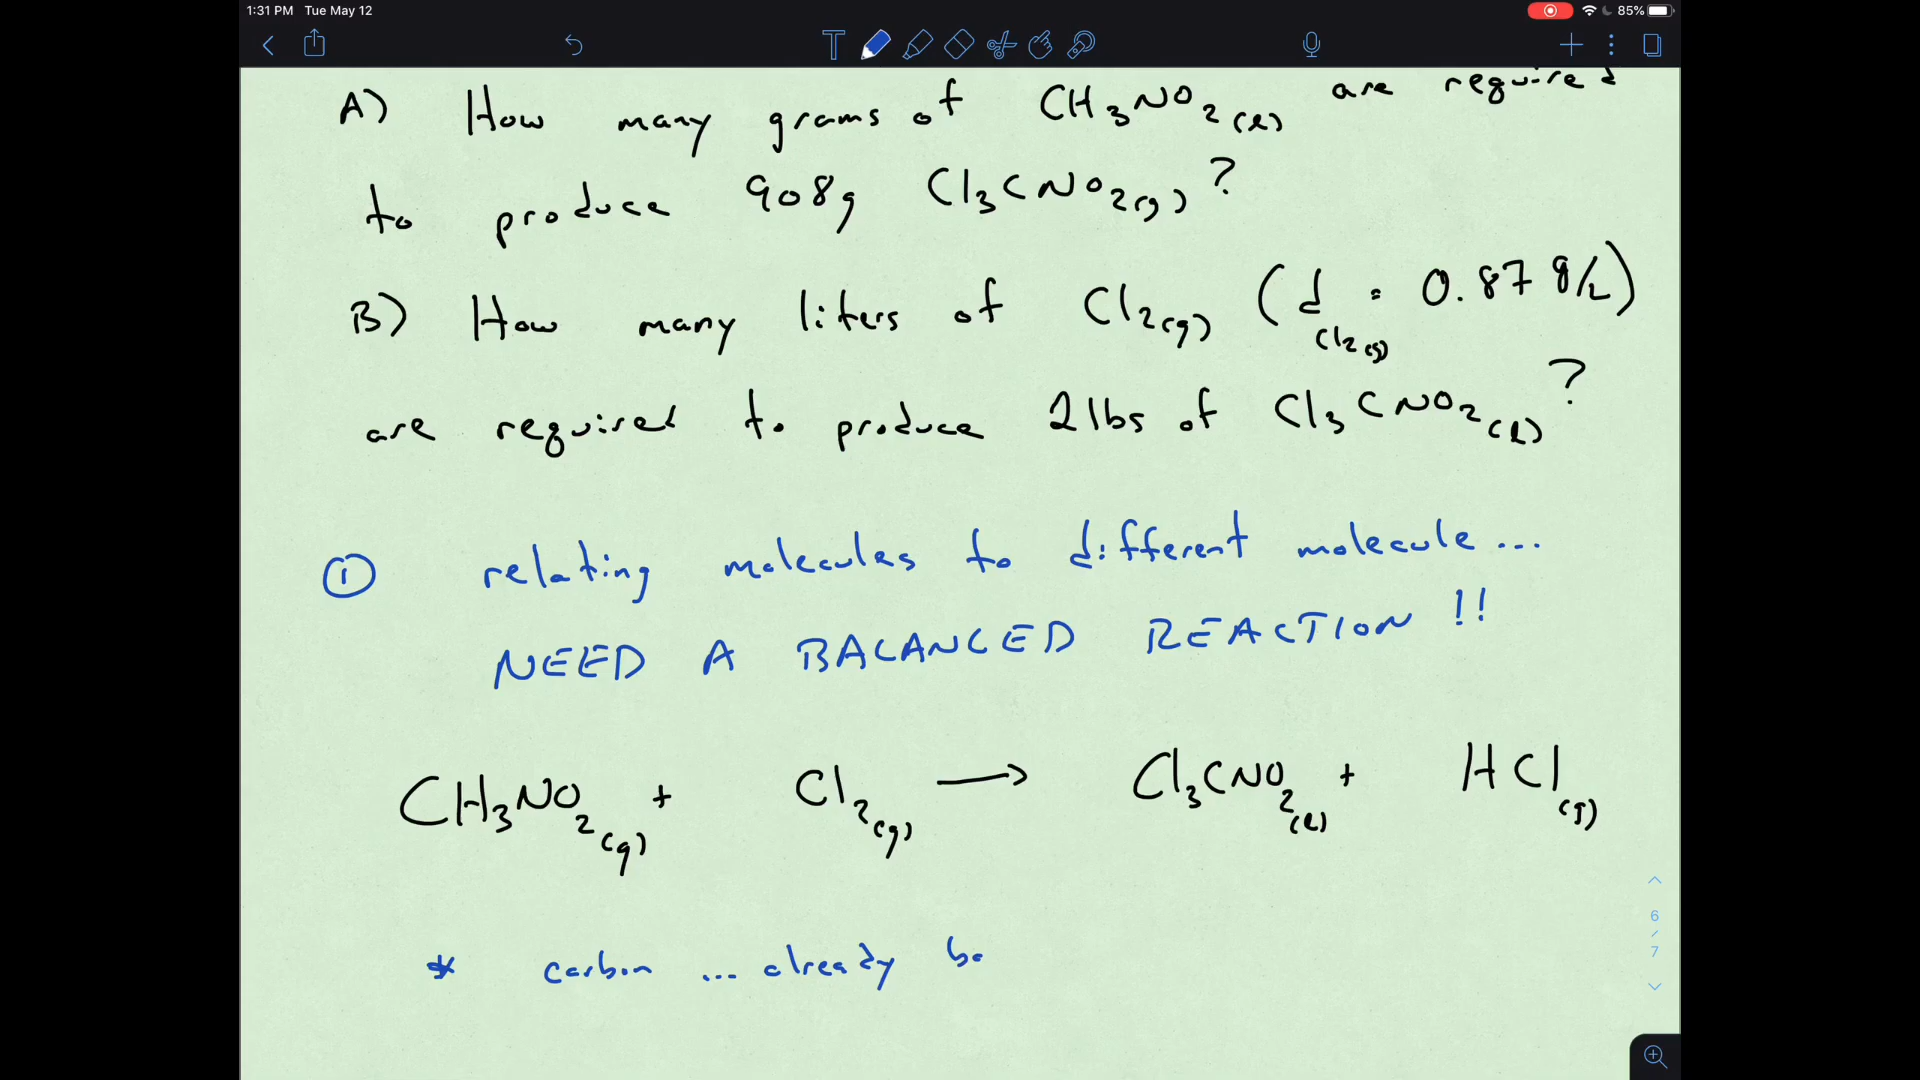 1:31 PM Tue May 12
85%
A) How many grams of CH₃NO₂(l) are required
to produce 908g Cl₃CNO₂(g)?
B) How many liters of Cl₂(g) (d Cl₂(g) = 0.87 g/L)
are required to produce 2 lbs of Cl₃CNO₂(l)?
① relating molecules to different molecule...
NEED A BALANCED REACTION !!
CH₃NO₂(g) + Cl₂(g) → Cl₃CNO₂(l) + HCl(g)
* carbon ... already ba
6
/
7